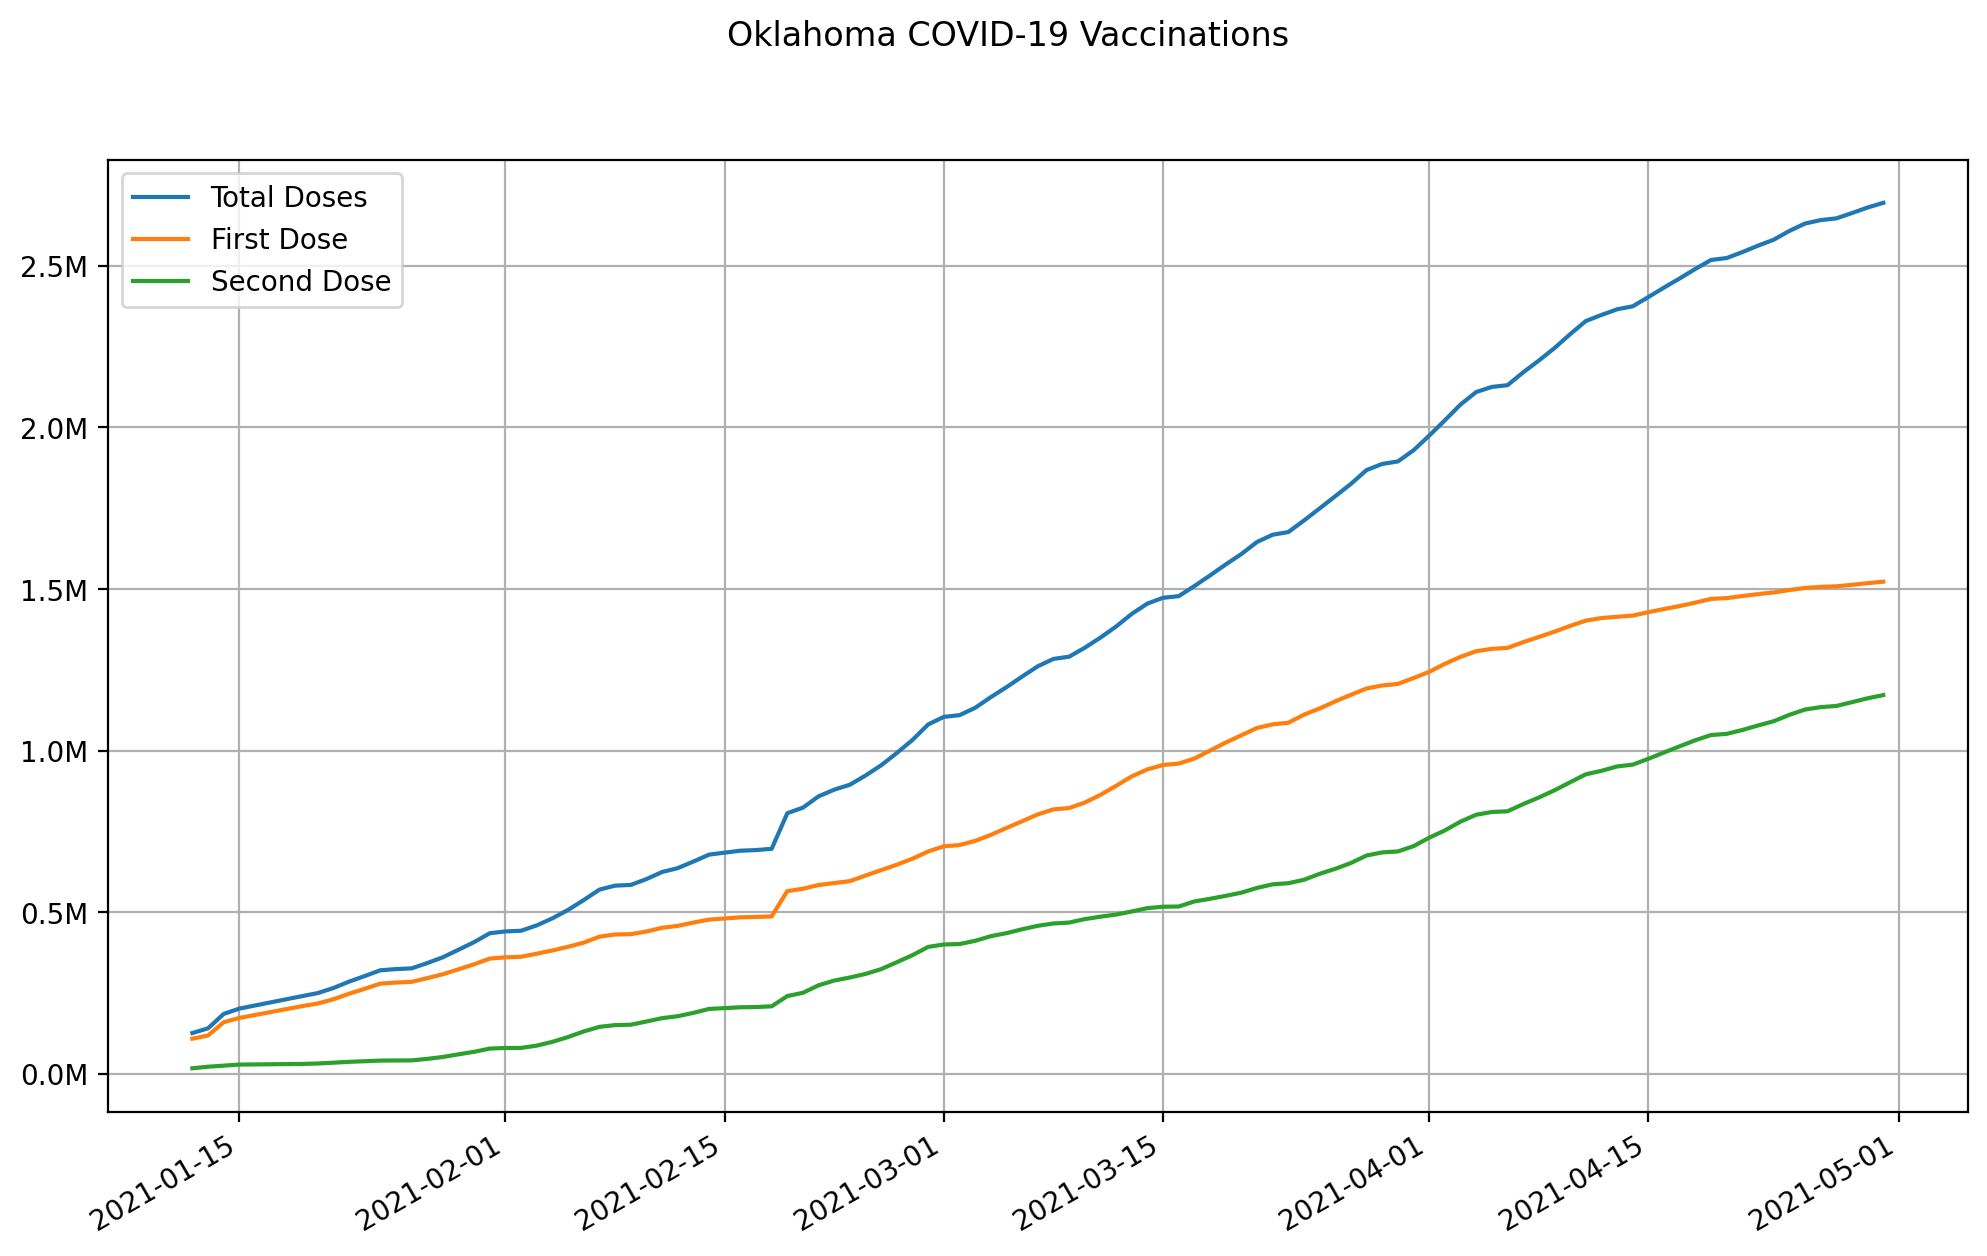 Oklahoma COVID-19 Vaccinations
Total Doses
First Dose
Second Dose
2.5M
2.0M
1.5M
1.0M
0.5M
0.0M
2021-01-15
2021-02-01
2021-02-15
2021-03-01
2021-03-15
2021-04-01
2021-04-15
2021-05-01